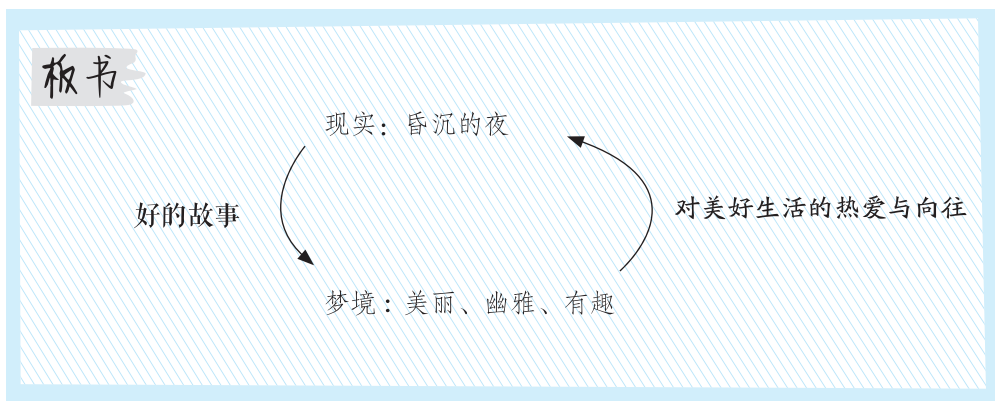 板书
现实：昏沉的夜
好的故事
对美好生活的热爱与向往
梦境：美丽、幽雅、有趣